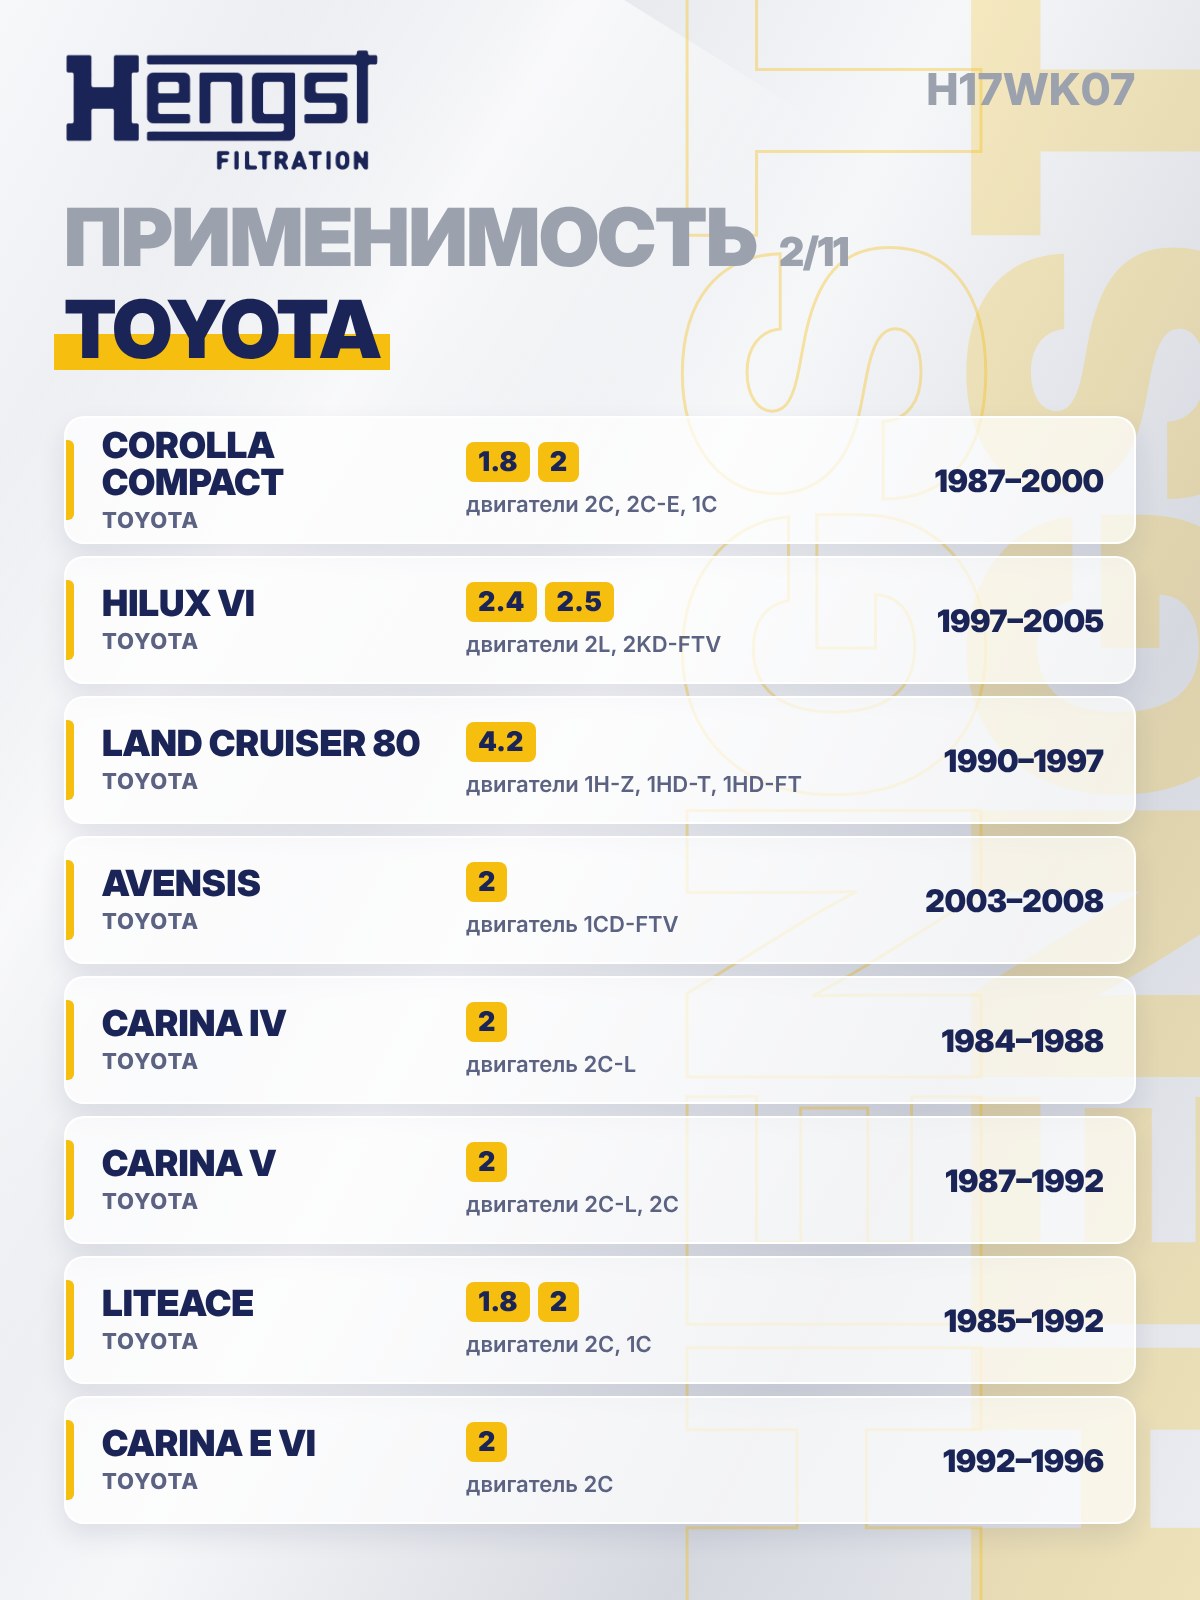 Hengst
FILTRATION
H17WK07
ПРИМЕНИМОСТЬ 2/11
TOYOTA
COROLLA
COMPACT
TOYOTA
1.8 2
двигатели 2C, 2C-E, 1C
1987–2000
HILUX VI
TOYOTA
2.4 2.5
двигатели 2L, 2KD-FTV
1997–2005
LAND CRUISER 80
TOYOTA
4.2
двигатели 1H-Z, 1HD-T, 1HD-FT
1990–1997
AVENSIS
TOYOTA
2
двигатель 1CD-FTV
2003–2008
CARINA IV
TOYOTA
2
двигатель 2C-L
1984–1988
CARINA V
TOYOTA
2
двигатели 2C-L, 2C
1987–1992
LITEACE
TOYOTA
1.8 2
двигатели 2C, 1C
1985–1992
CARINA E VI
TOYOTA
2
двигатель 2C
1992–1996
HENGST
HENGST